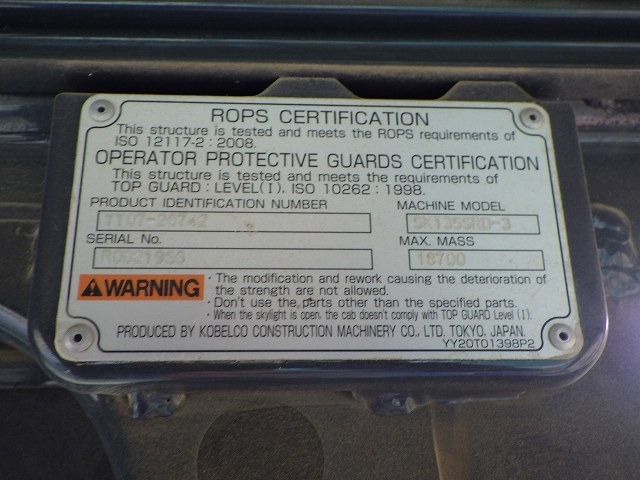 ROPS CERTIFICATION
This structure is tested and meets the ROPS requirements of
ISO 12117-2 : 2008.
OPERATOR PROTECTIVE GUARDS CERTIFICATION
This structure is tested and meets the requirements of
TOP GUARD : LEVEL(I), ISO 10262 : 1998.
PRODUCT IDENTIFICATION NUMBER
MACHINE MODEL
SERIAL No.
MAX. MASS
18700
WARNING
· The modification and rework causing the deterioration of
the strength are not allowed.
· Don't use the parts other than the specified parts.
· When the skylight is open, the cab doesn't comply with TOP GUARD Level (I).
PRODUCED BY KOBELCO CONSTRUCTION MACHINERY CO., LTD. TOKYO, JAPAN.
YY20T01398P2